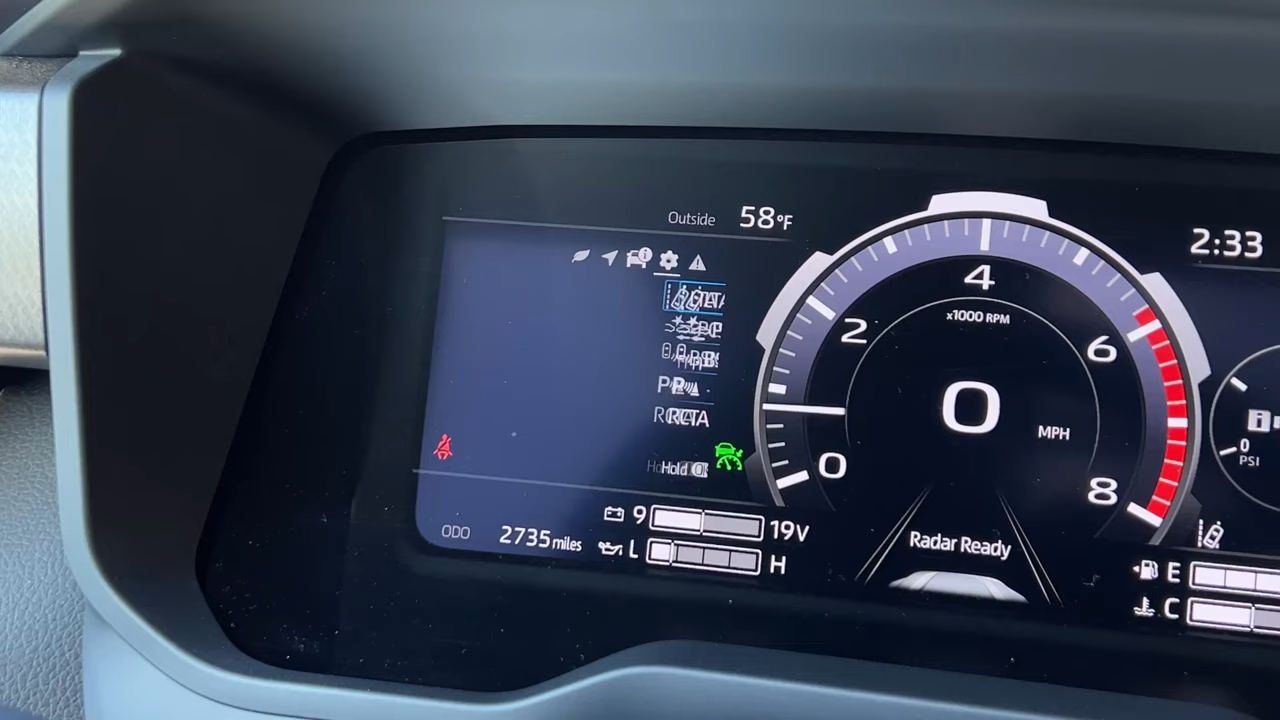 Outside 58°F
2:33
4
x1000 RPM
2
6
0
MPH
0
8
RCTA
Hold
0
PSI
9
19V
ODO 2735 miles
L
H
Radar Ready
E
C